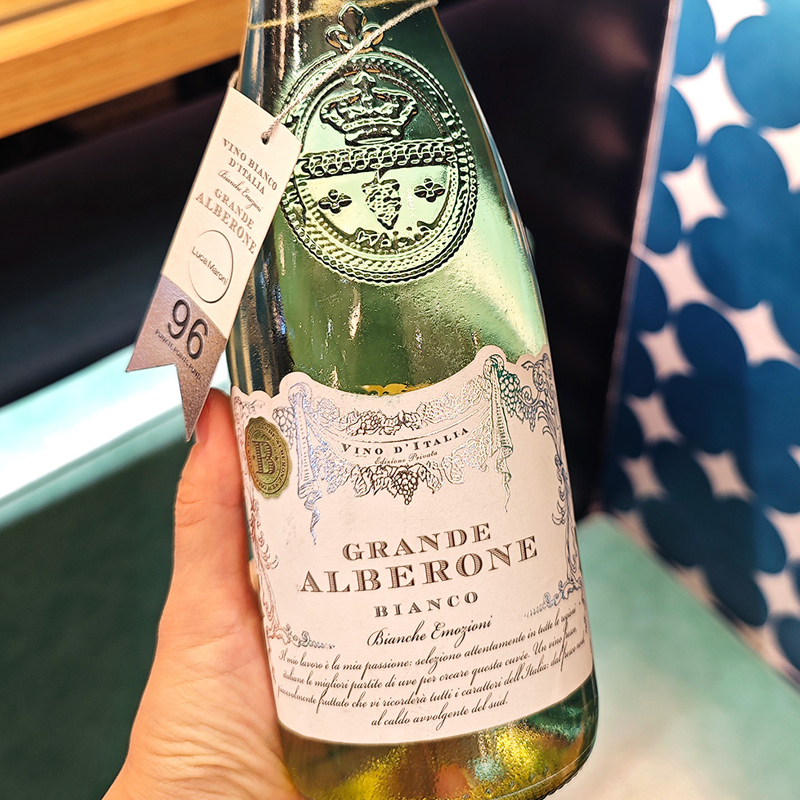 VINO BIANCO
D'ITALIA
Bianche Emozioni
GRANDE
ALBERONE
Luca Maroni
96
VINO D'ITALIA
Edizione Privata
B
GRANDE
ALBERONE
BIANCO
Bianche Emozioni
Il mio lavoro è la mia passione: seleziono attentamente in tutte le regioni
italiane le migliori partite di uve per creare questa cuvée. Un vino fresco
piacevolmente fruttato che vi ricorderà tutti i caratteri dell'Italia: dal fresco nord
al caldo avvolgente del sud.